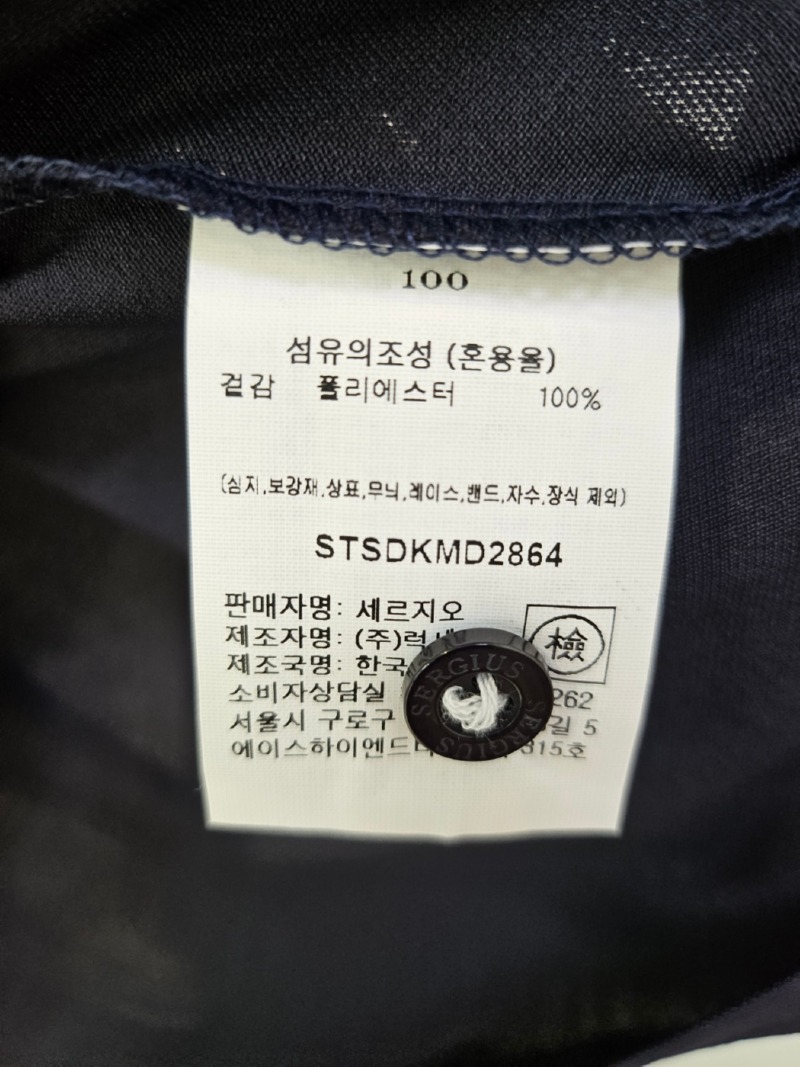 100
섬유의조성 (혼용율)
겉감 폴리에스터 100%
(심지,보강재,상표,무늬,레이스,밴드,자수,장식 제외)
STSDKMD2864
판매자명: 세르지오
제조자명: (주)럭
檢
제조국명: 한국
소비자상담실 262
서울시 구로구 길 5
에이스하이엔드 315호
SERGIUS SERGIUS SERGIUS